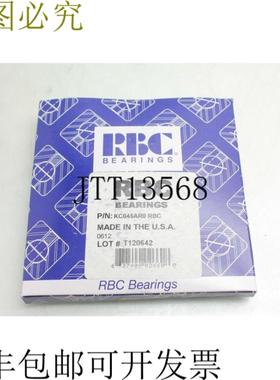 图必究
RBC
BEARINGS
JTT13568
RBC
BEARINGS
P/N: KC045AR0 RBC
MADE IN THE U.S.A.
0612
LOT # T120642
RBC Bearings
丰包邮可开发票